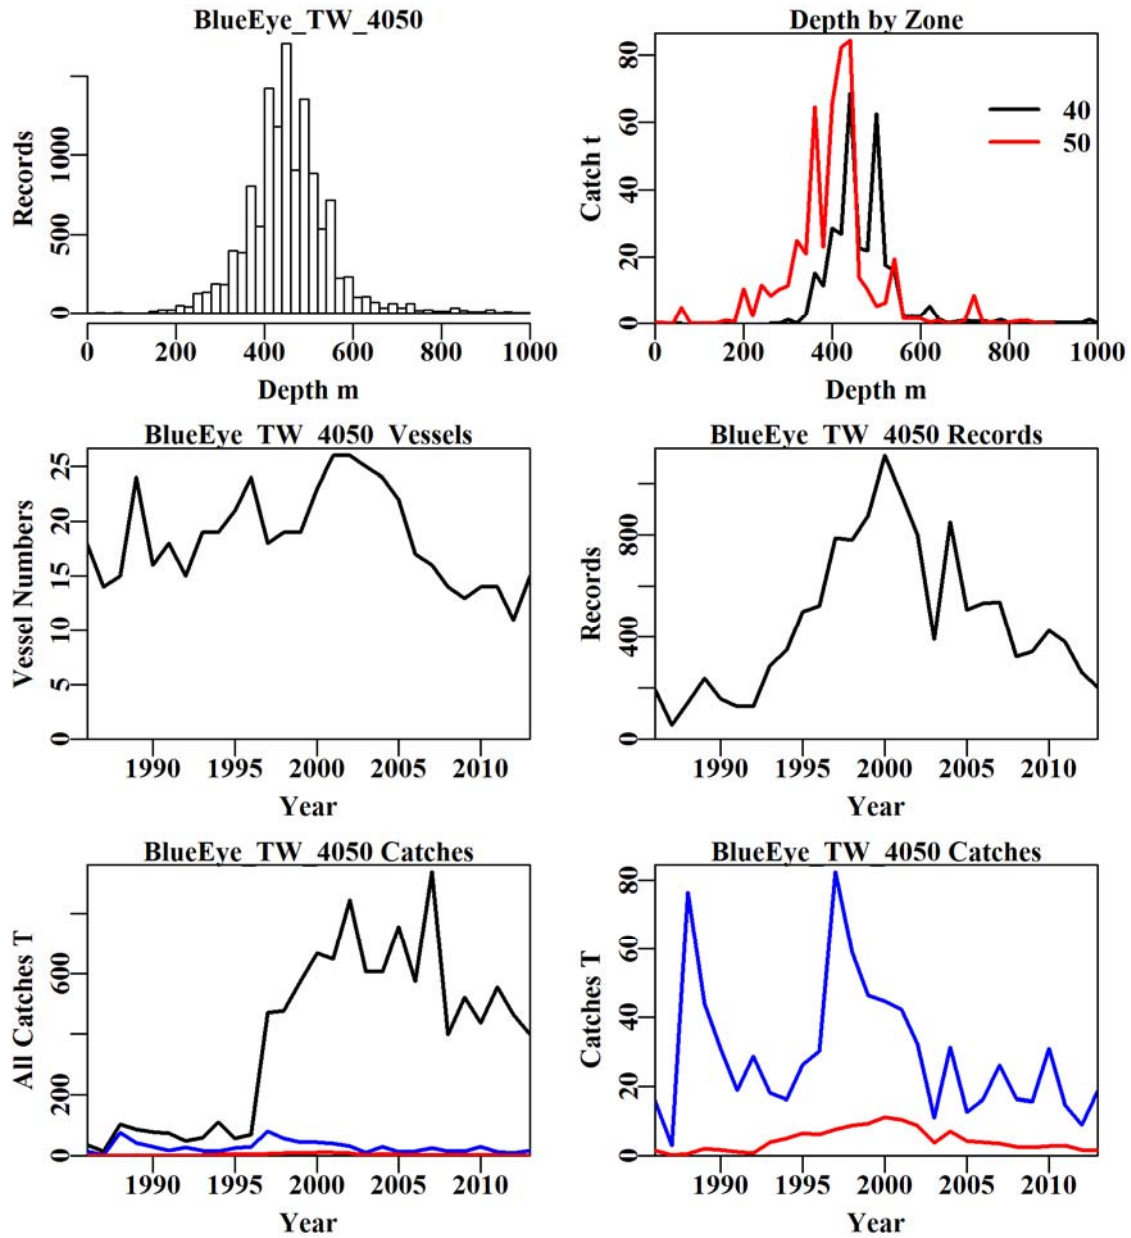 BlueEye_TW_4050
Records
0 500 1000
0 200 400 600 800 1000
Depth m
Depth by Zone
Catch t
0 20 40 60 80
40
50
0 200 400 600 800 1000
Depth m
BlueEye_TW_4050_Vessels
Vessel Numbers
0 5 10 15 20 25
1990 1995 2000 2005 2010
Year
BlueEye_TW_4050 Records
Records
0 400 800
1990 1995 2000 2005 2010
Year
BlueEye_TW_4050 Catches
All Catches T
0 200 600
1990 1995 2000 2005 2010
Year
BlueEye_TW_4050 Catches
Catches T
0 20 40 60 80
1990 1995 2000 2005 2010
Year